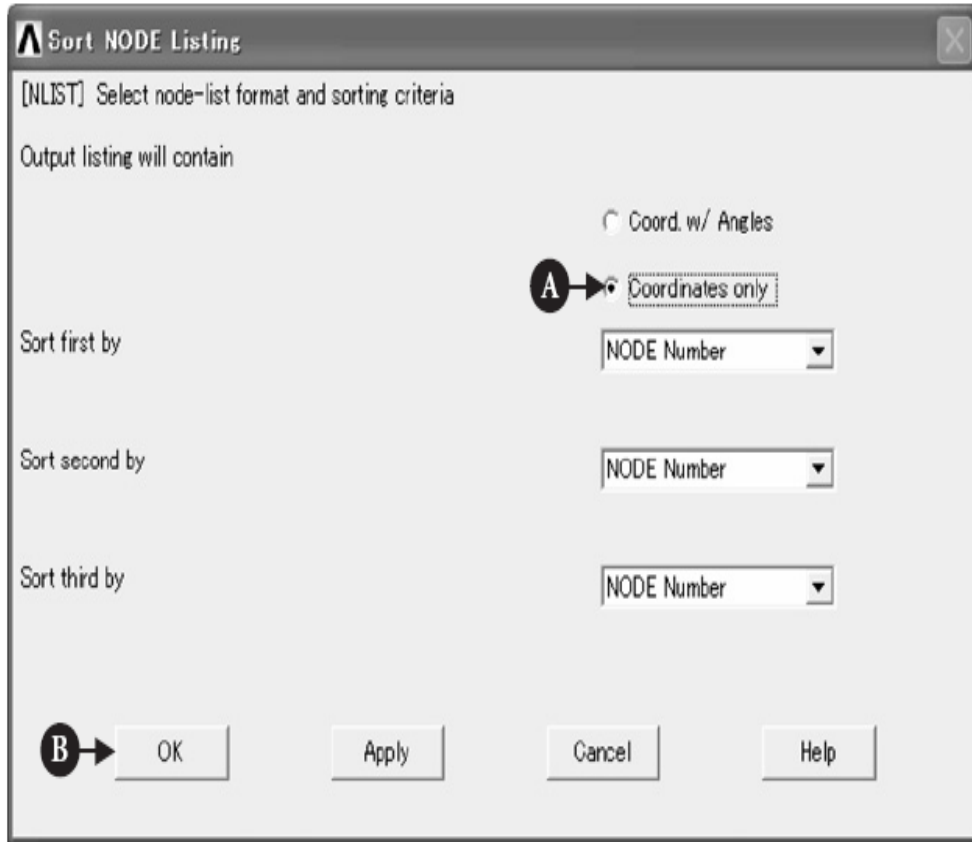 Sort NODE Listing
[NLIST] Select node-list format and sorting criteria
Output listing will contain
Coord. w/ Angles
A Coordinates only
Sort first by NODE Number
Sort second by NODE Number
Sort third by NODE Number
B OK Apply Cancel Help